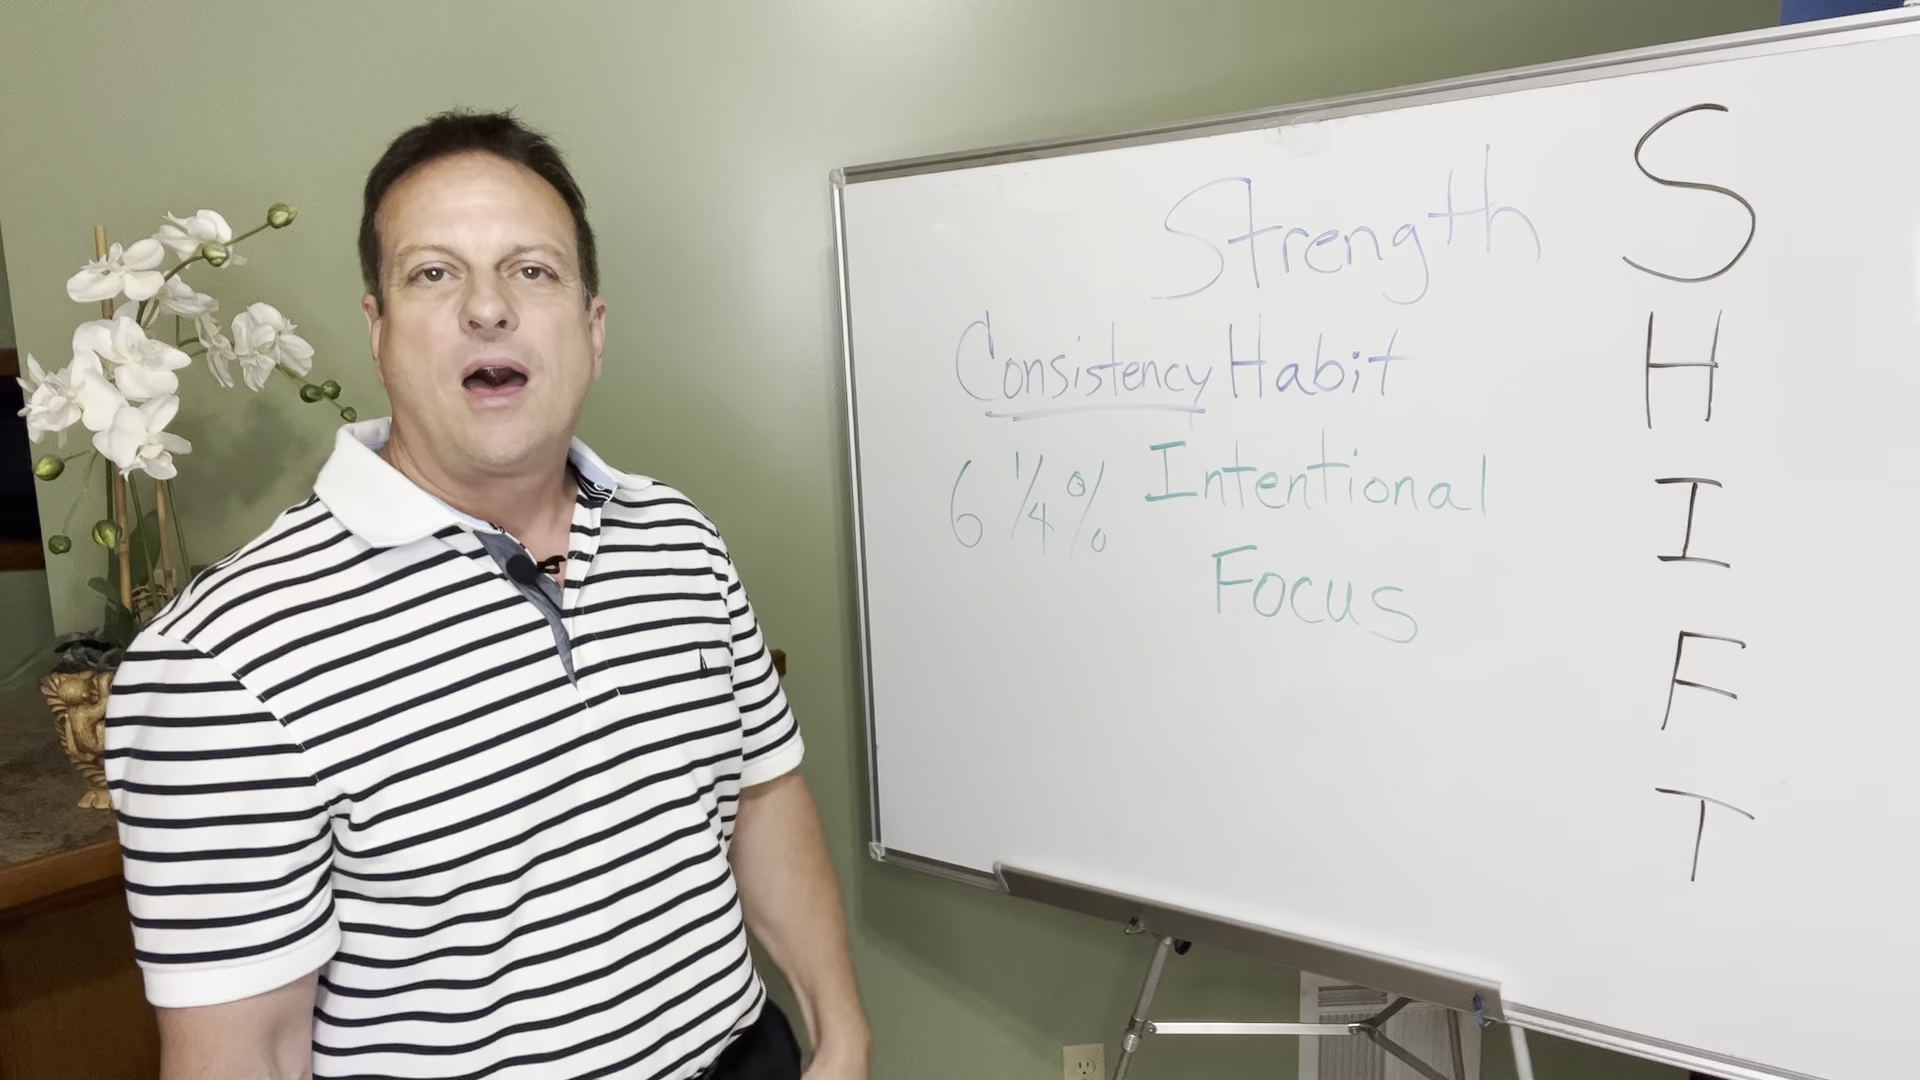 Strength S
Consistency Habit H
6 1/4 % Intentional I
Focus F
T